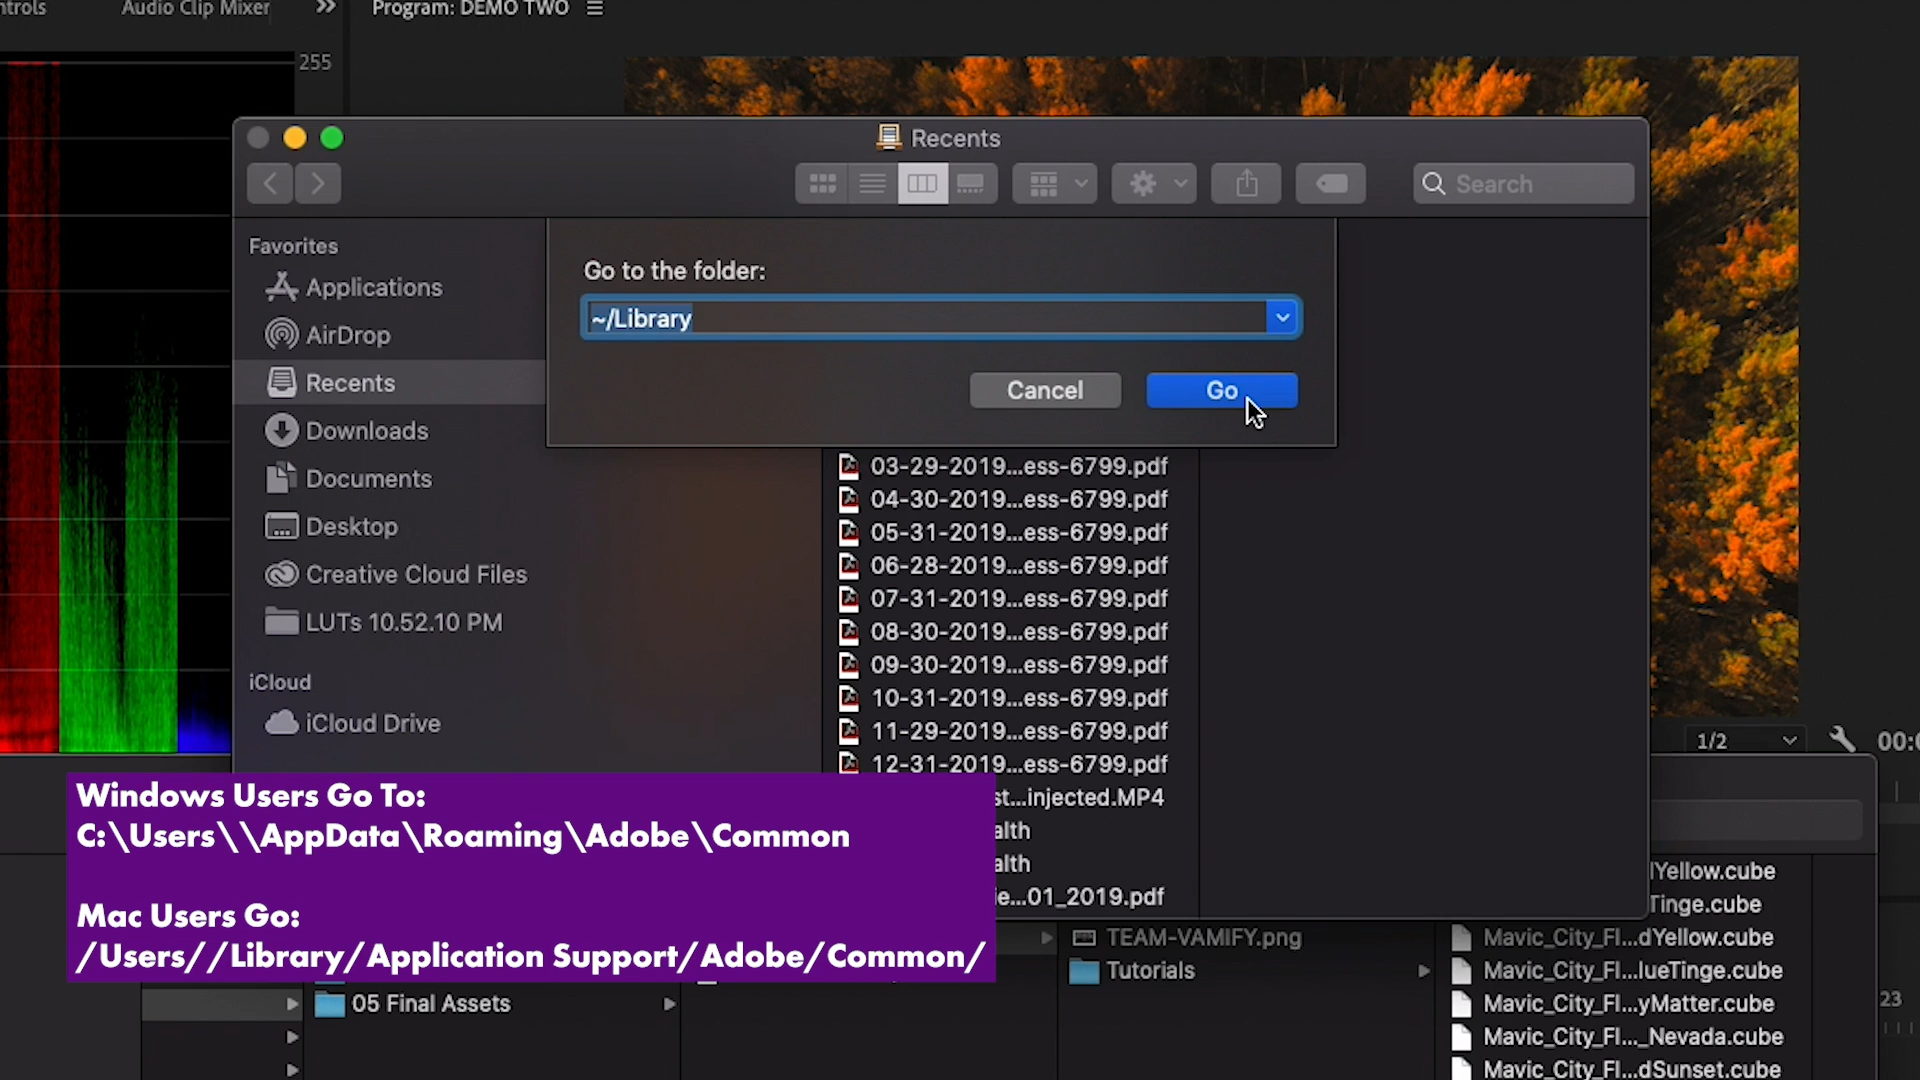 ntrols
Audio Clip Mixer
Program: DEMO TWO
255
Recents
Search
Favorites
Applications
AirDrop
Recents
Downloads
Documents
Desktop
Creative Cloud Files
LUTs 10.52.10 PM
iCloud
iCloud Drive
Go to the folder:
~/Library
Cancel
Go
03-29-2019...ess-6799.pdf
04-30-2019...ess-6799.pdf
05-31-2019...ess-6799.pdf
06-28-2019...ess-6799.pdf
07-31-2019...ess-6799.pdf
08-30-2019...ess-6799.pdf
09-30-2019...ess-6799.pdf
10-31-2019...ess-6799.pdf
11-29-2019...ess-6799.pdf
12-31-2019...ess-6799.pdf
st...injected.MP4
alth
alth
ie...01_2019.pdf
1/2
00:0
Windows Users Go To:
C:\Users\\AppData\Roaming\Adobe\Common
Mac Users Go:
/Users//Library/Application Support/Adobe/Common/
05 Final Assets
TEAM-VAMIFY.png
Tutorials
lYellow.cube
Tinge.cube
Mavic_City_Fl...dYellow.cube
Mavic_City_Fl...lueTinge.cube
Mavic_City_Fl...yMatter.cube
Mavic_City_Fl..._Nevada.cube
Mavic_City_Fl...dSunset.cube
23